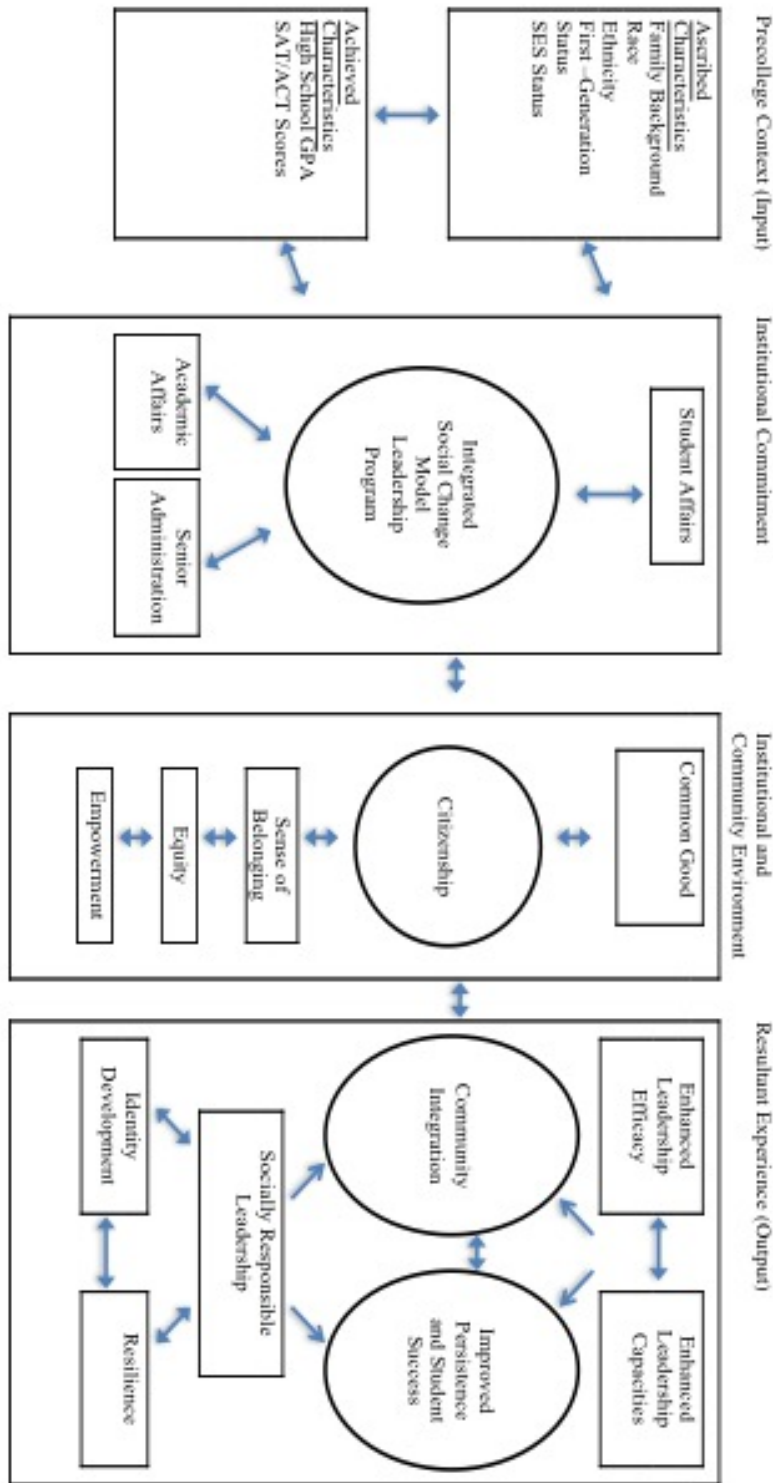 Precollege Context (Input)
Ascribed
Characteristics
Family Background
Race
Ethnicity
First –Generation
Status
SES Status
Achieved
Characteristics
High School GPA
SAT/ACT Scores
Institutional Commitment
Student Affairs
Integrated
Social Change
Model
Leadership
Program
Academic
Affairs
Senior
Administration
Institutional and
Community Environment
Common Good
Citizenship
Sense of
Belonging
Equity
Empowerment
Resultant Experience (Output)
Enhanced
Leadership
Efficacy
Enhanced
Leadership
Capacities
Community
Integration
Improved
Persistence
and Student
Success
Socially Responsible
Leadership
Identity
Development
Resilience